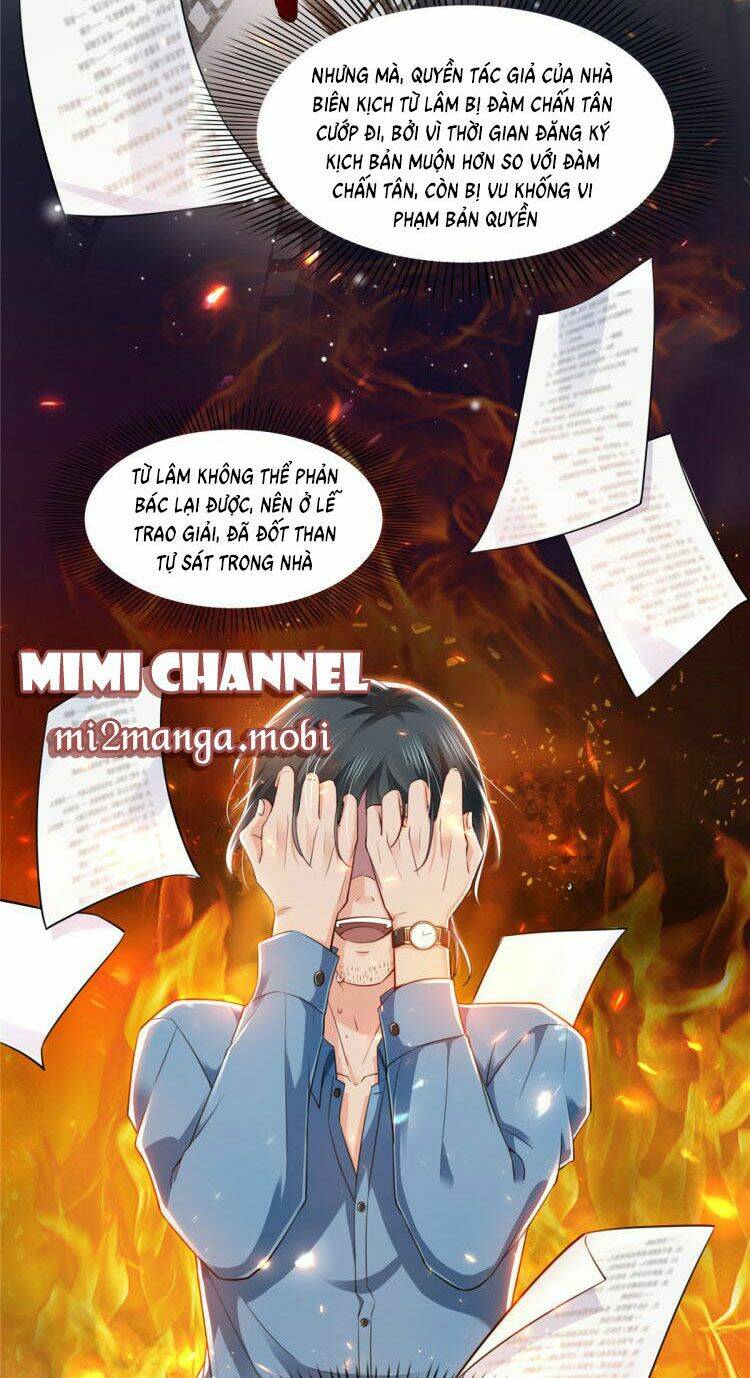 NHƯNG MÀ, QUYỀN TÁC GIẢ CỦA NHÀ
BIÊN KỊCH TỪ LÂM BỊ ĐÀM CHẤN TÂN
CƯỚP ĐI, BỞI VÌ THỜI GIAN ĐĂNG KÝ
KỊCH BẢN MUỘN HƠN SO VỚI ĐÀM
CHẤN TÂN, CÒN BỊ VU KHỐNG VI
PHẠM BẢN QUYỀN
TỪ LÂM KHÔNG THỂ PHẢN
BÁC LẠI ĐƯỢC, NÊN Ở LỄ
TRAO GIẢI, ĐÃ ĐỐT THAN
TỰ SÁT TRONG NHÀ
MIMI CHANNEL
mi2manga.mobi